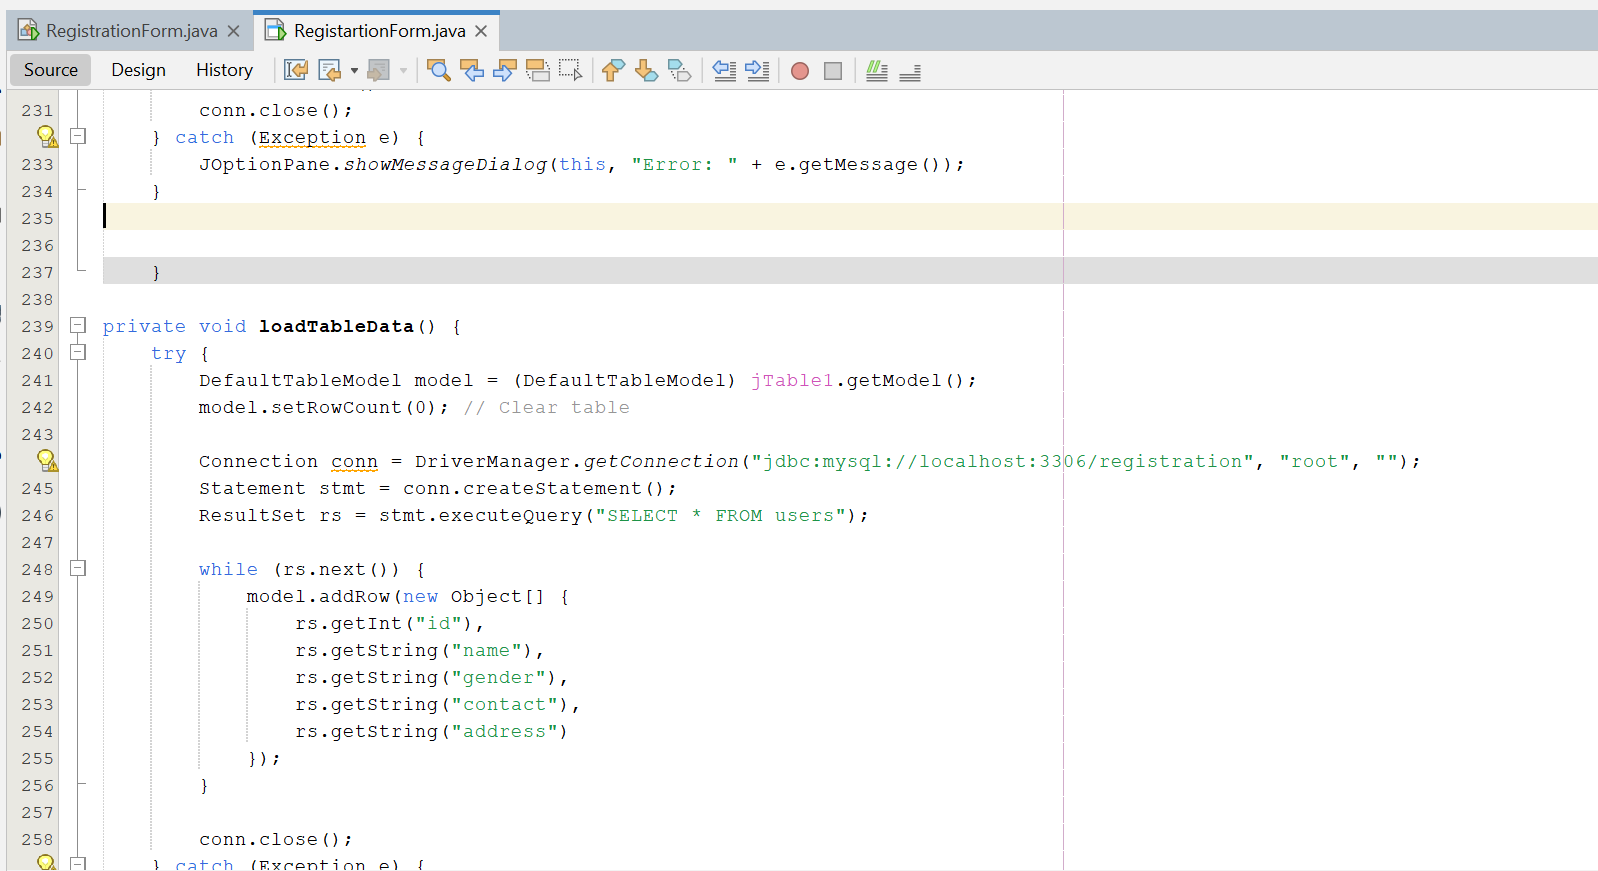 RegistrationForm.java
RegistartionForm.java
Source Design History
231 conn.close();
} catch (Exception e) {
233 JOptionPane.showMessageDialog(this, "Error: " + e.getMessage());
234 }
235
236
237 }
238
239 private void loadTableData() {
240 try {
241 DefaultTableModel model = (DefaultTableModel) jTable1.getModel();
242 model.setRowCount(0); // Clear table
243
Connection conn = DriverManager.getConnection("jdbc:mysql://localhost:3306/registration", "root", "");
245 Statement stmt = conn.createStatement();
246 ResultSet rs = stmt.executeQuery("SELECT * FROM users");
247
248 while (rs.next()) {
249 model.addRow(new Object[] {
250 rs.getInt("id"),
251 rs.getString("name"),
252 rs.getString("gender"),
253 rs.getString("contact"),
254 rs.getString("address")
255 });
256 }
257
258 conn.close();
} catch (Exception e) {